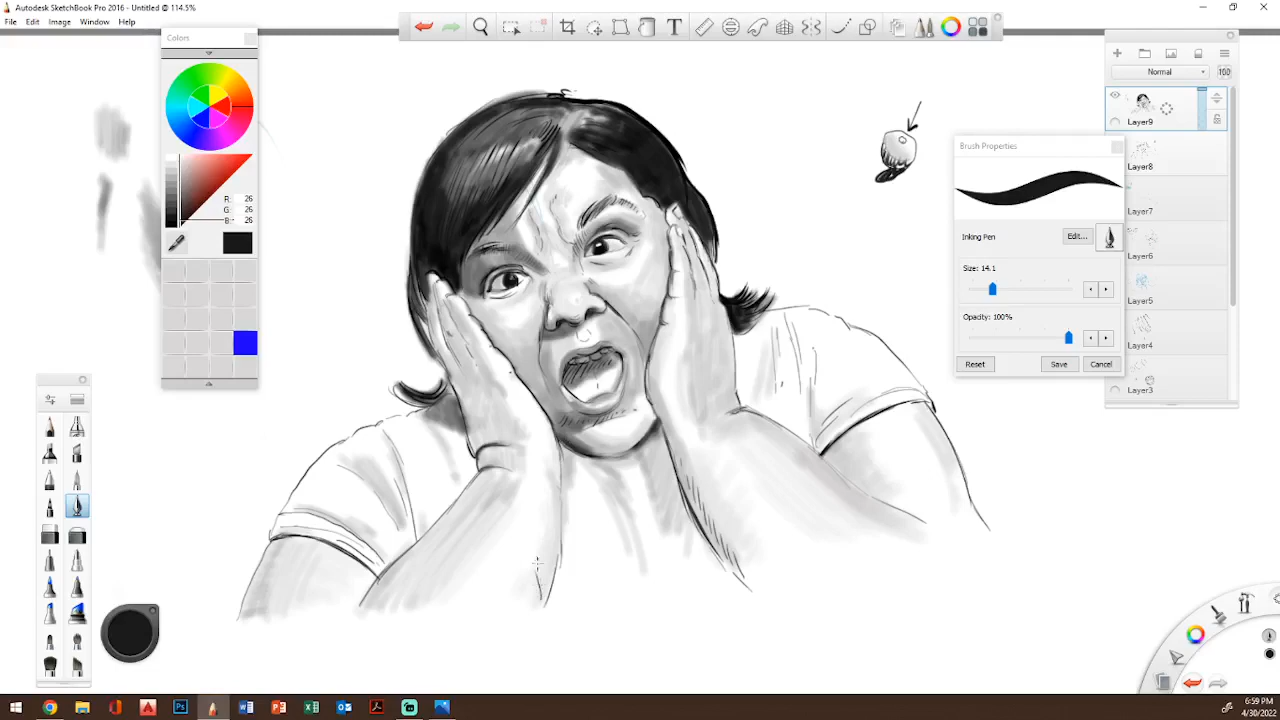 Autodesk SketchBook Pro 2016 - Untitled @ 114.5%
File Edit Image Window Help
Colors
R: 26
G: 26
B: 26
Normal
100
Layer9
Layer8
Layer7
Layer6
Layer5
Layer4
Layer3
Brush Properties
Inking Pen
Edit...
Size: 14.1
Opacity: 100%
Reset Save Cancel
6:59 PM
4/30/2022